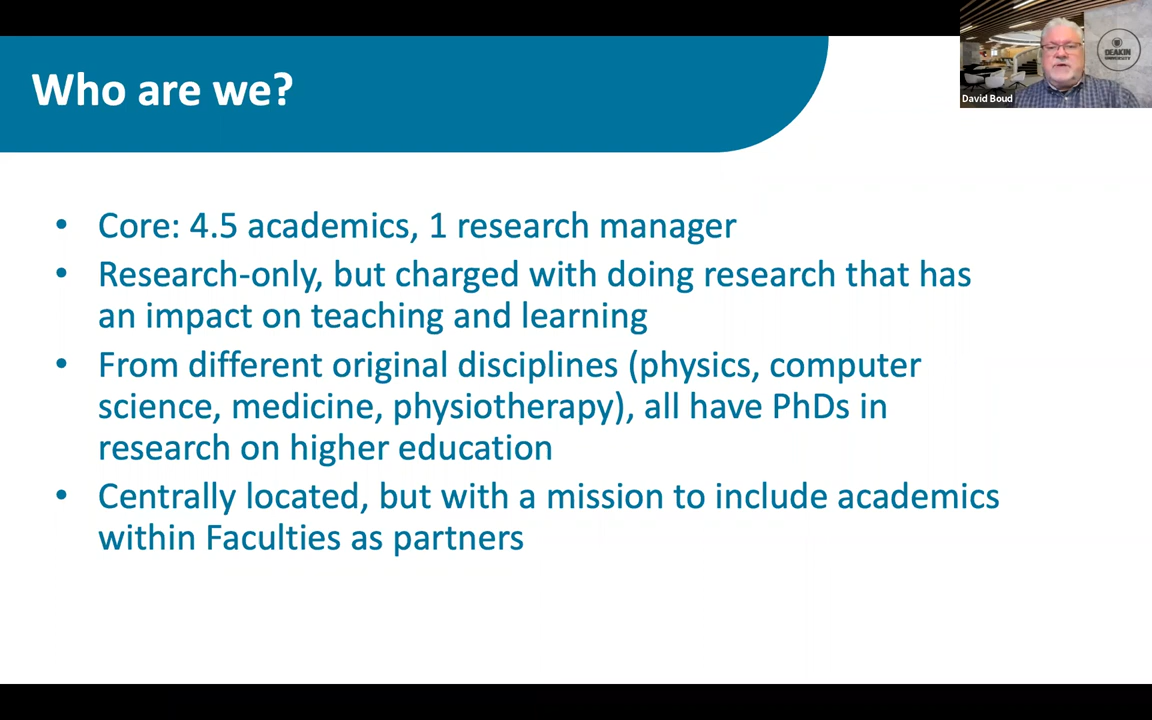 Who are we?
DEAKIN
UNIVERSITY
David Boud
• Core: 4.5 academics, 1 research manager
• Research-only, but charged with doing research that has
an impact on teaching and learning
• From different original disciplines (physics, computer
science, medicine, physiotherapy), all have PhDs in
research on higher education
• Centrally located, but with a mission to include academics
within Faculties as partners